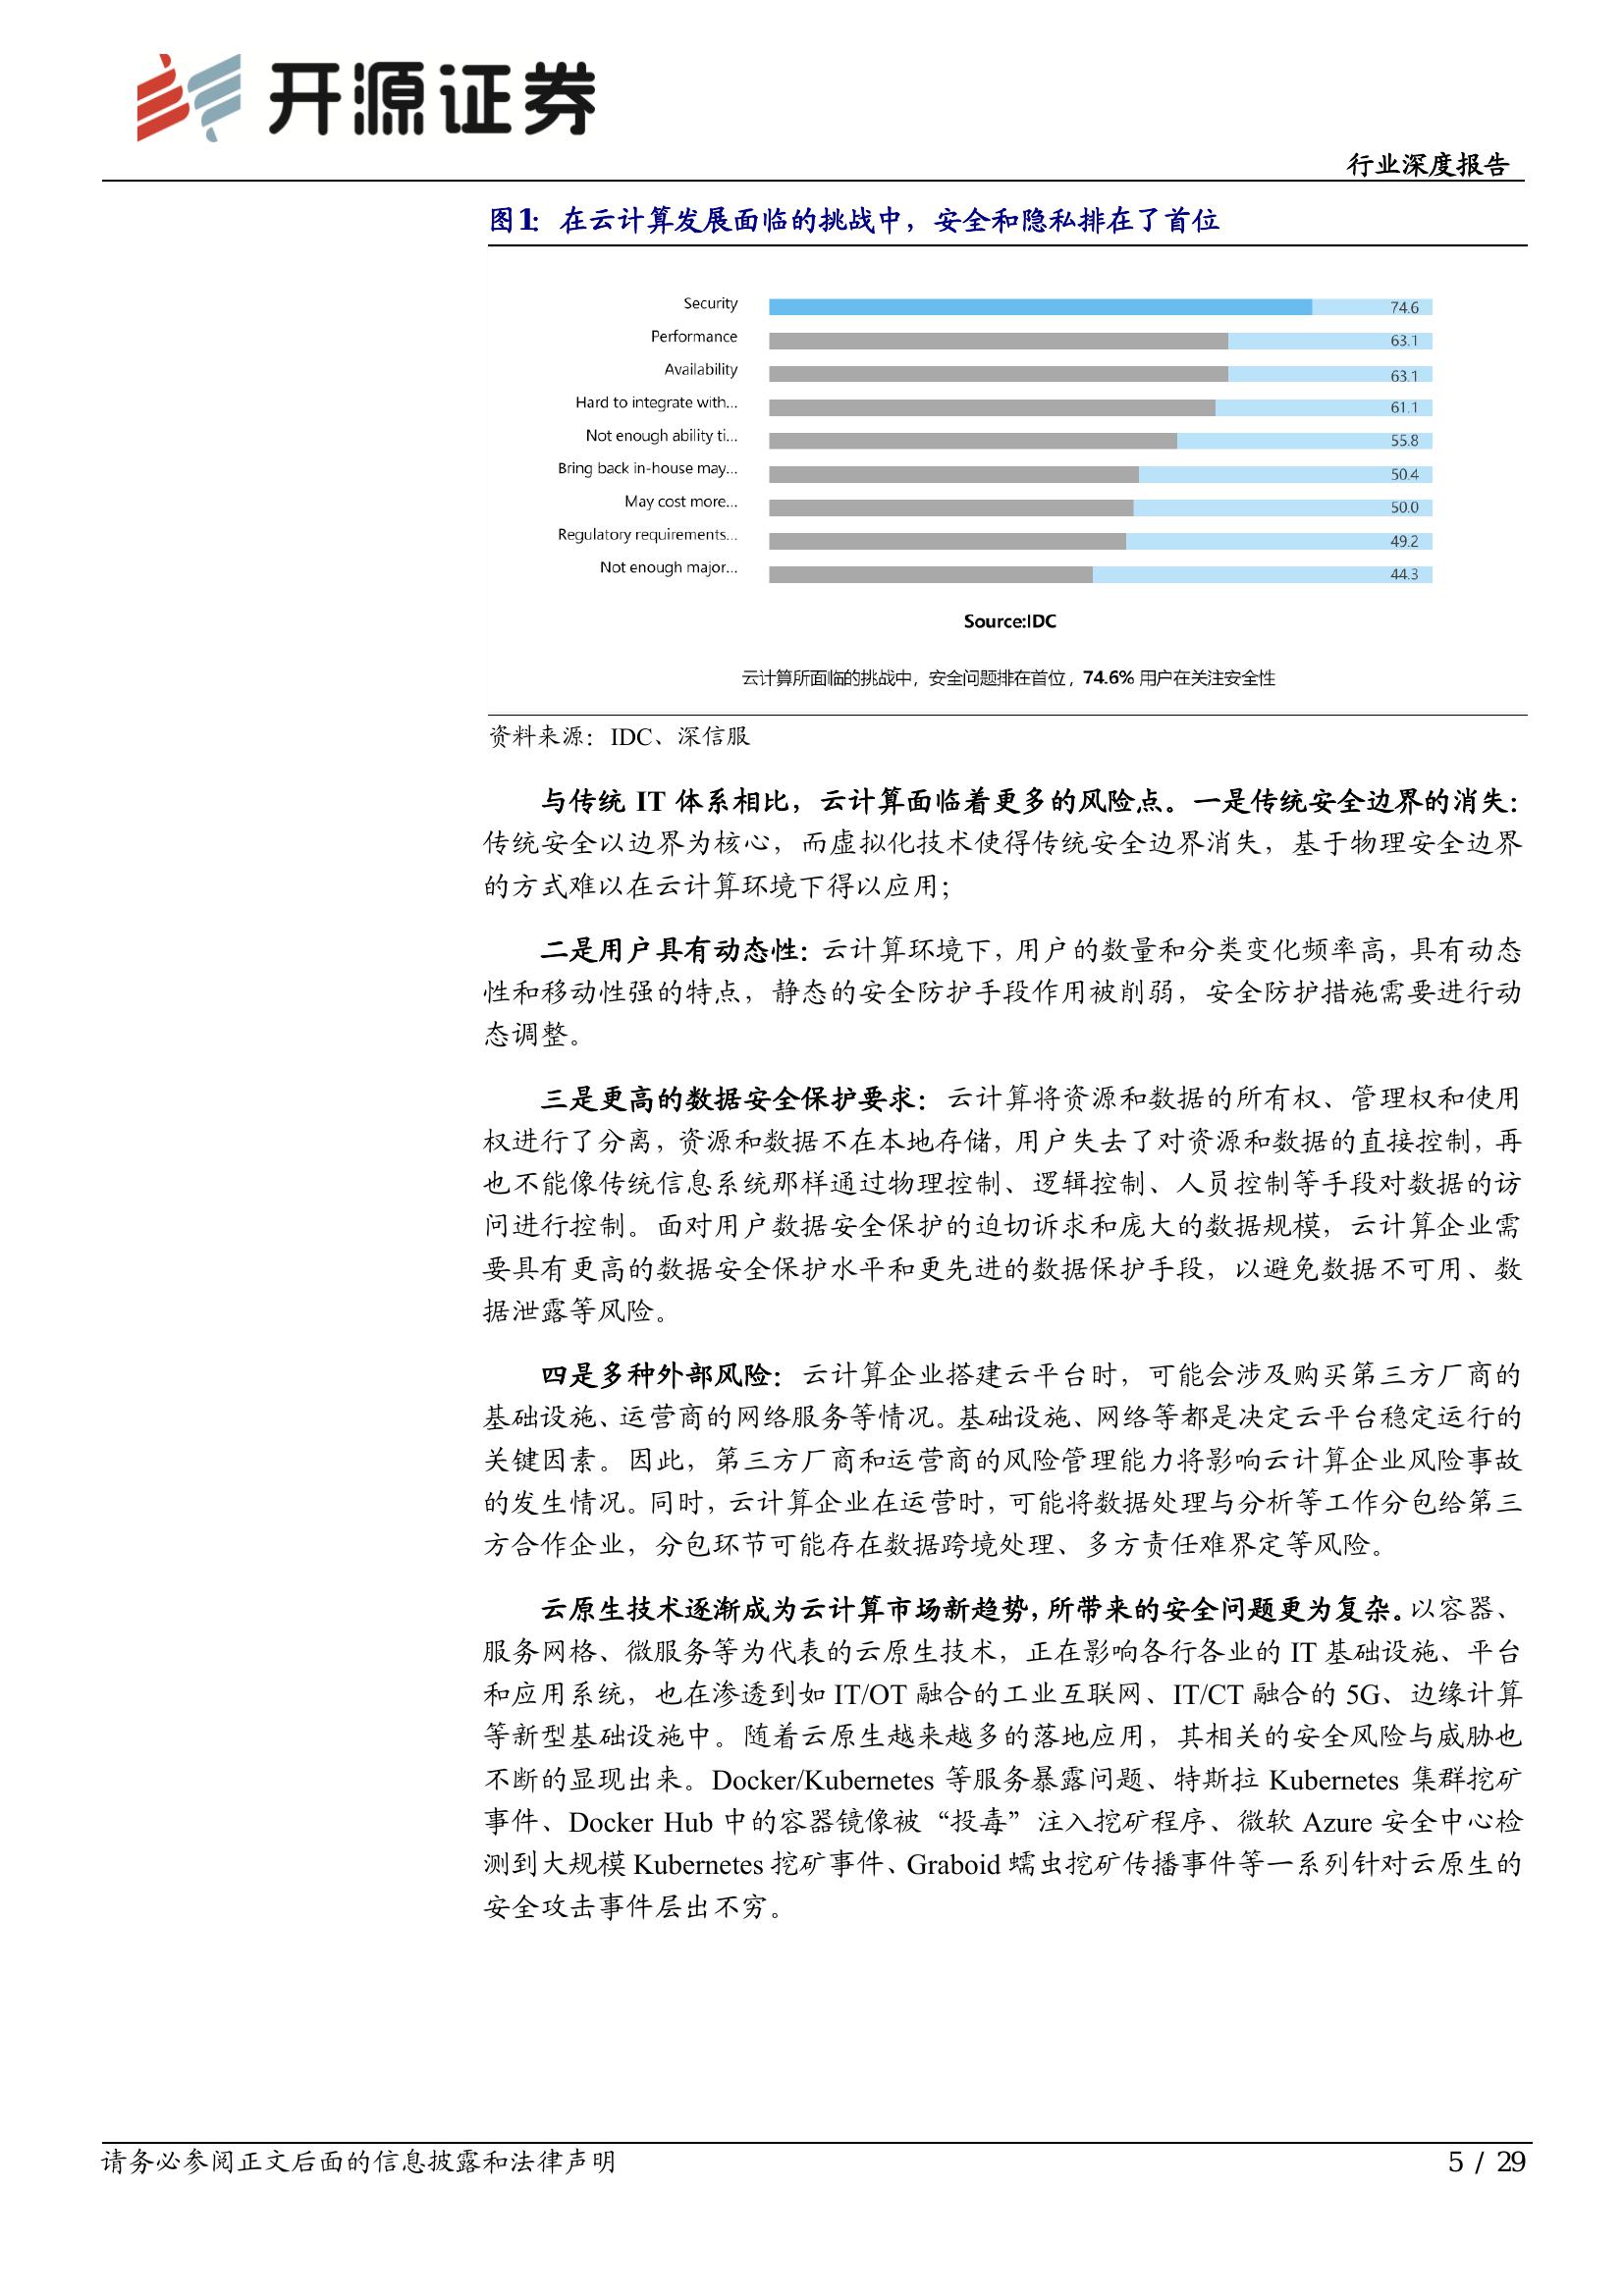 开源证券
行业深度报告
图1: 在云计算发展面临的挑战中，安全和隐私排在了首位
Security 74.6
Performance 63.1
Availability 63.1
Hard to integrate with... 61.1
Not enough ability ti... 55.8
Bring back in-house may... 50.4
May cost more... 50.0
Regulatory requirements... 49.2
Not enough major... 44.3
Source:IDC
云计算所面临的挑战中，安全问题排在首位，74.6% 用户在关注安全性
资料来源：IDC、深信服
与传统 IT 体系相比，云计算面临着更多的风险点。一是传统安全边界的消失：
传统安全以边界为核心，而虚拟化技术使得传统安全边界消失，基于物理安全边界
的方式难以在云计算环境下得以应用；
二是用户具有动态性：云计算环境下，用户的数量和分类变化频率高，具有动态
性和移动性强的特点，静态的安全防护手段作用被削弱，安全防护措施需要进行动
态调整。
三是更高的数据安全保护要求：云计算将资源和数据的所有权、管理权和使用
权进行了分离，资源和数据不在本地存储，用户失去了对资源和数据的直接控制，再
也不能像传统信息系统那样通过物理控制、逻辑控制、人员控制等手段对数据的访
问进行控制。面对用户数据安全保护的迫切诉求和庞大的数据规模，云计算企业需
要具有更高的数据安全保护水平和更先进的数据保护手段，以避免数据不可用、数
据泄露等风险。
四是多种外部风险：云计算企业搭建云平台时，可能会涉及购买第三方厂商的
基础设施、运营商的网络服务等情况。基础设施、网络等都是决定云平台稳定运行的
关键因素。因此，第三方厂商和运营商的风险管理能力将影响云计算企业风险事故
的发生情况。同时，云计算企业在运营时，可能将数据处理与分析等工作分包给第三
方合作企业，分包环节可能存在数据跨境处理、多方责任难界定等风险。
云原生技术逐渐成为云计算市场新趋势，所带来的安全问题更为复杂。以容器、
服务网格、微服务等为代表的云原生技术，正在影响各行各业的 IT 基础设施、平台
和应用系统，也在渗透到如 IT/OT 融合的工业互联网、IT/CT 融合的 5G、边缘计算
等新型基础设施中。随着云原生越来越多的落地应用，其相关的安全风险与威胁也
不断的显现出来。Docker/Kubernetes 等服务暴露问题、特斯拉 Kubernetes 集群挖矿
事件、Docker Hub 中的容器镜像被“投毒”注入挖矿程序、微软 Azure 安全中心检
测到大规模 Kubernetes 挖矿事件、Graboid 蠕虫挖矿传播事件等一系列针对云原生的
安全攻击事件层出不穷。
请务必参阅正文后面的信息披露和法律声明
5 / 29